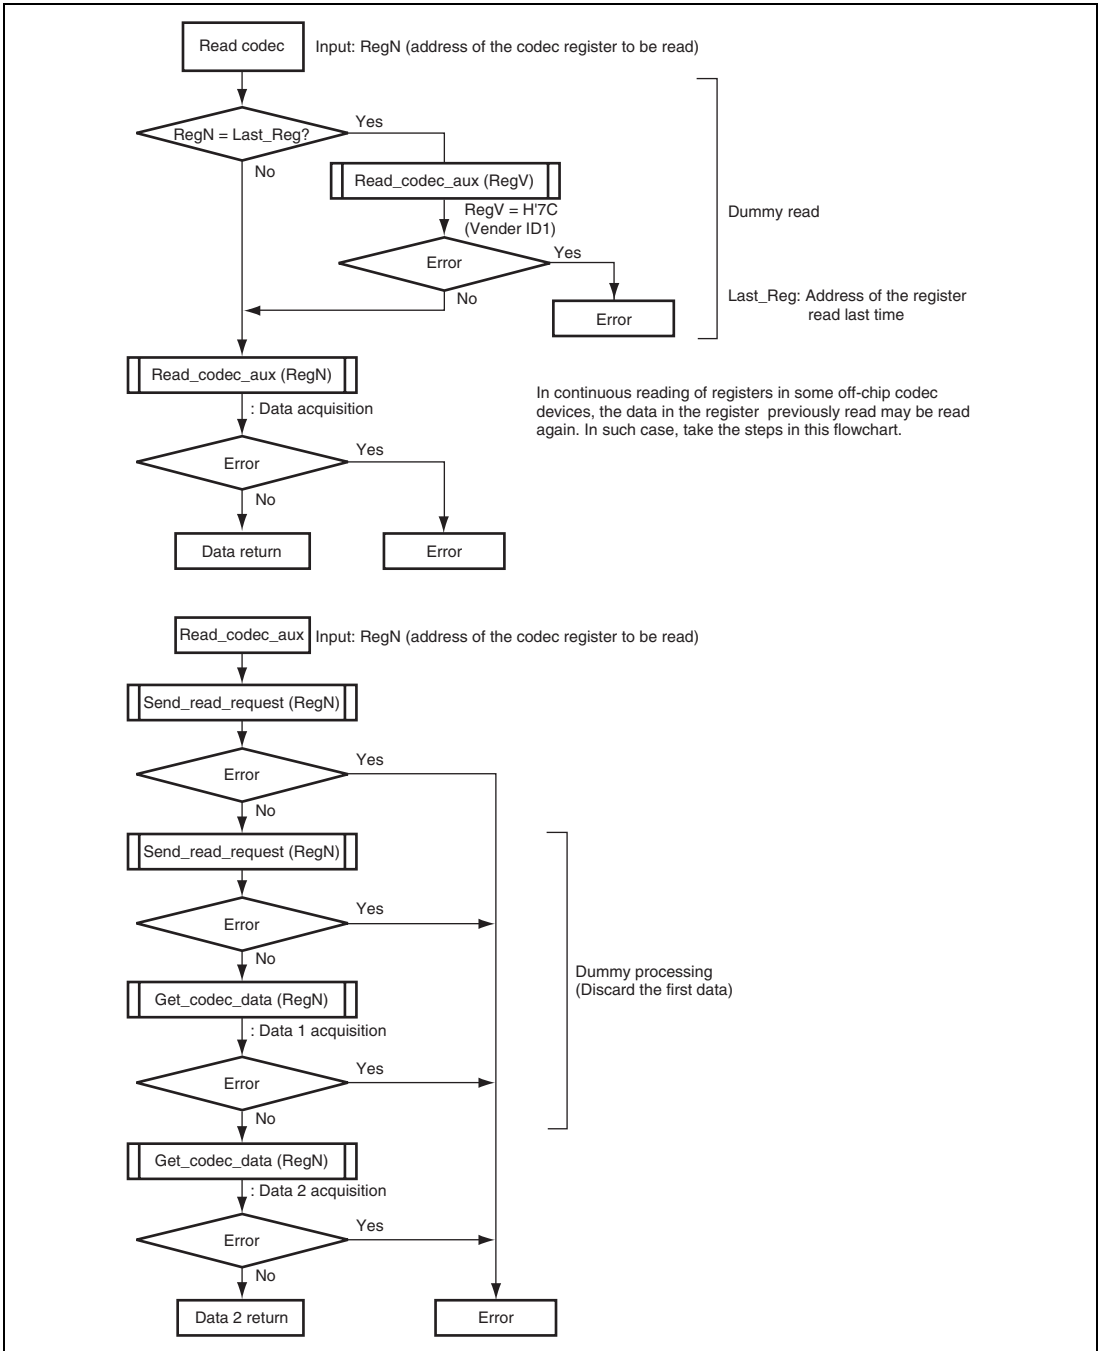 Read codec
Input: RegN (address of the codec register to be read)
RegN = Last_Reg?
Yes
No
Read_codec_aux (RegV)
RegV = H'7C
(Vender ID1)
Dummy read
Error
Yes
No
Error
Last_Reg: Address of the register
read last time
Read_codec_aux (RegN)
: Data acquisition
In continuous reading of registers in some off-chip codec
devices, the data in the register previously read may be read
again. In such case, take the steps in this flowchart.
Error
Yes
No
Data return
Error
Read_codec_aux
Input: RegN (address of the codec register to be read)
Send_read_request (RegN)
Error
Yes
No
Send_read_request (RegN)
Error
Yes
No
Dummy processing
(Discard the first data)
Get_codec_data (RegN)
: Data 1 acquisition
Error
Yes
No
Get_codec_data (RegN)
: Data 2 acquisition
Error
Yes
No
Data 2 return
Error